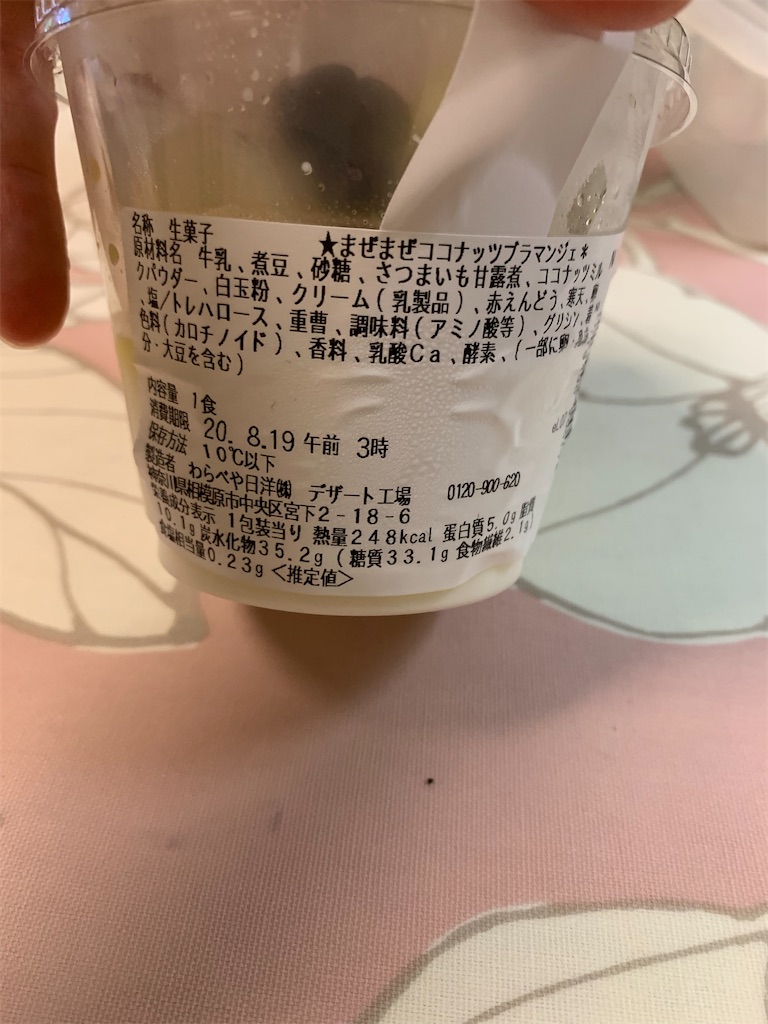 名称 生菓子 ★まぜまぜココナッツブラマンジェ＊
原材料名 牛乳、煮豆、砂糖、さつまいも甘露煮、ココナッツミル
クパウダー、白玉粉、クリーム(乳製品)、赤えんどう、寒天、
、塩/トレハロース、重曹、調味料(アミノ酸等)、グリシン、
色料(カロチノイド)、香料、乳酸Ca、酵素、(一部に卵・乳成
分・大豆を含む)
内容量 1食
消費期限 20. 8.19 午前 3時
保存方法 10℃以下
製造者 わらべや日洋㈱ デザート工場 0120-900-620
神奈川県相模原市中央区宮下2-18-6
栄養成分表示 1包装当り 熱量248kcal 蛋白質5.0g 脂質
10.1g 炭水化物35.2g (糖質33.1g 食物繊維2.1g)
食塩相当量0.23g <推定値>